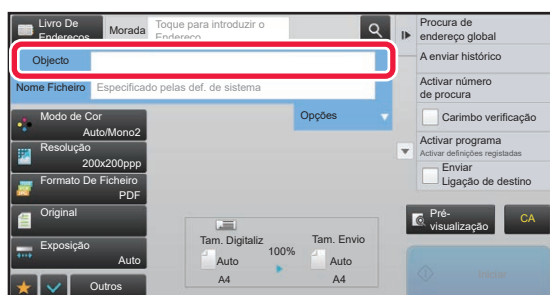 Livro De
Endereços
Morada
Toque para introduzir o
Endereço
Objecto
Nome Ficheiro
Especificado pelas def. de sistema
Modo de Cor
Auto/Mono2
Resolução
200x200ppp
Formato De Ficheiro
PDF
Original
Exposição
Auto
Outros
Opções
Tam. Digitaliz
100%
Tam. Envio
Auto
A4
Auto
A4
Procura de
endereço global
A enviar histórico
Activar número
de procura
Carimbo verificação
Activar programa
Activar definições registadas
Enviar
Ligação de destino
Pré-
visualização
CA
Iniciar